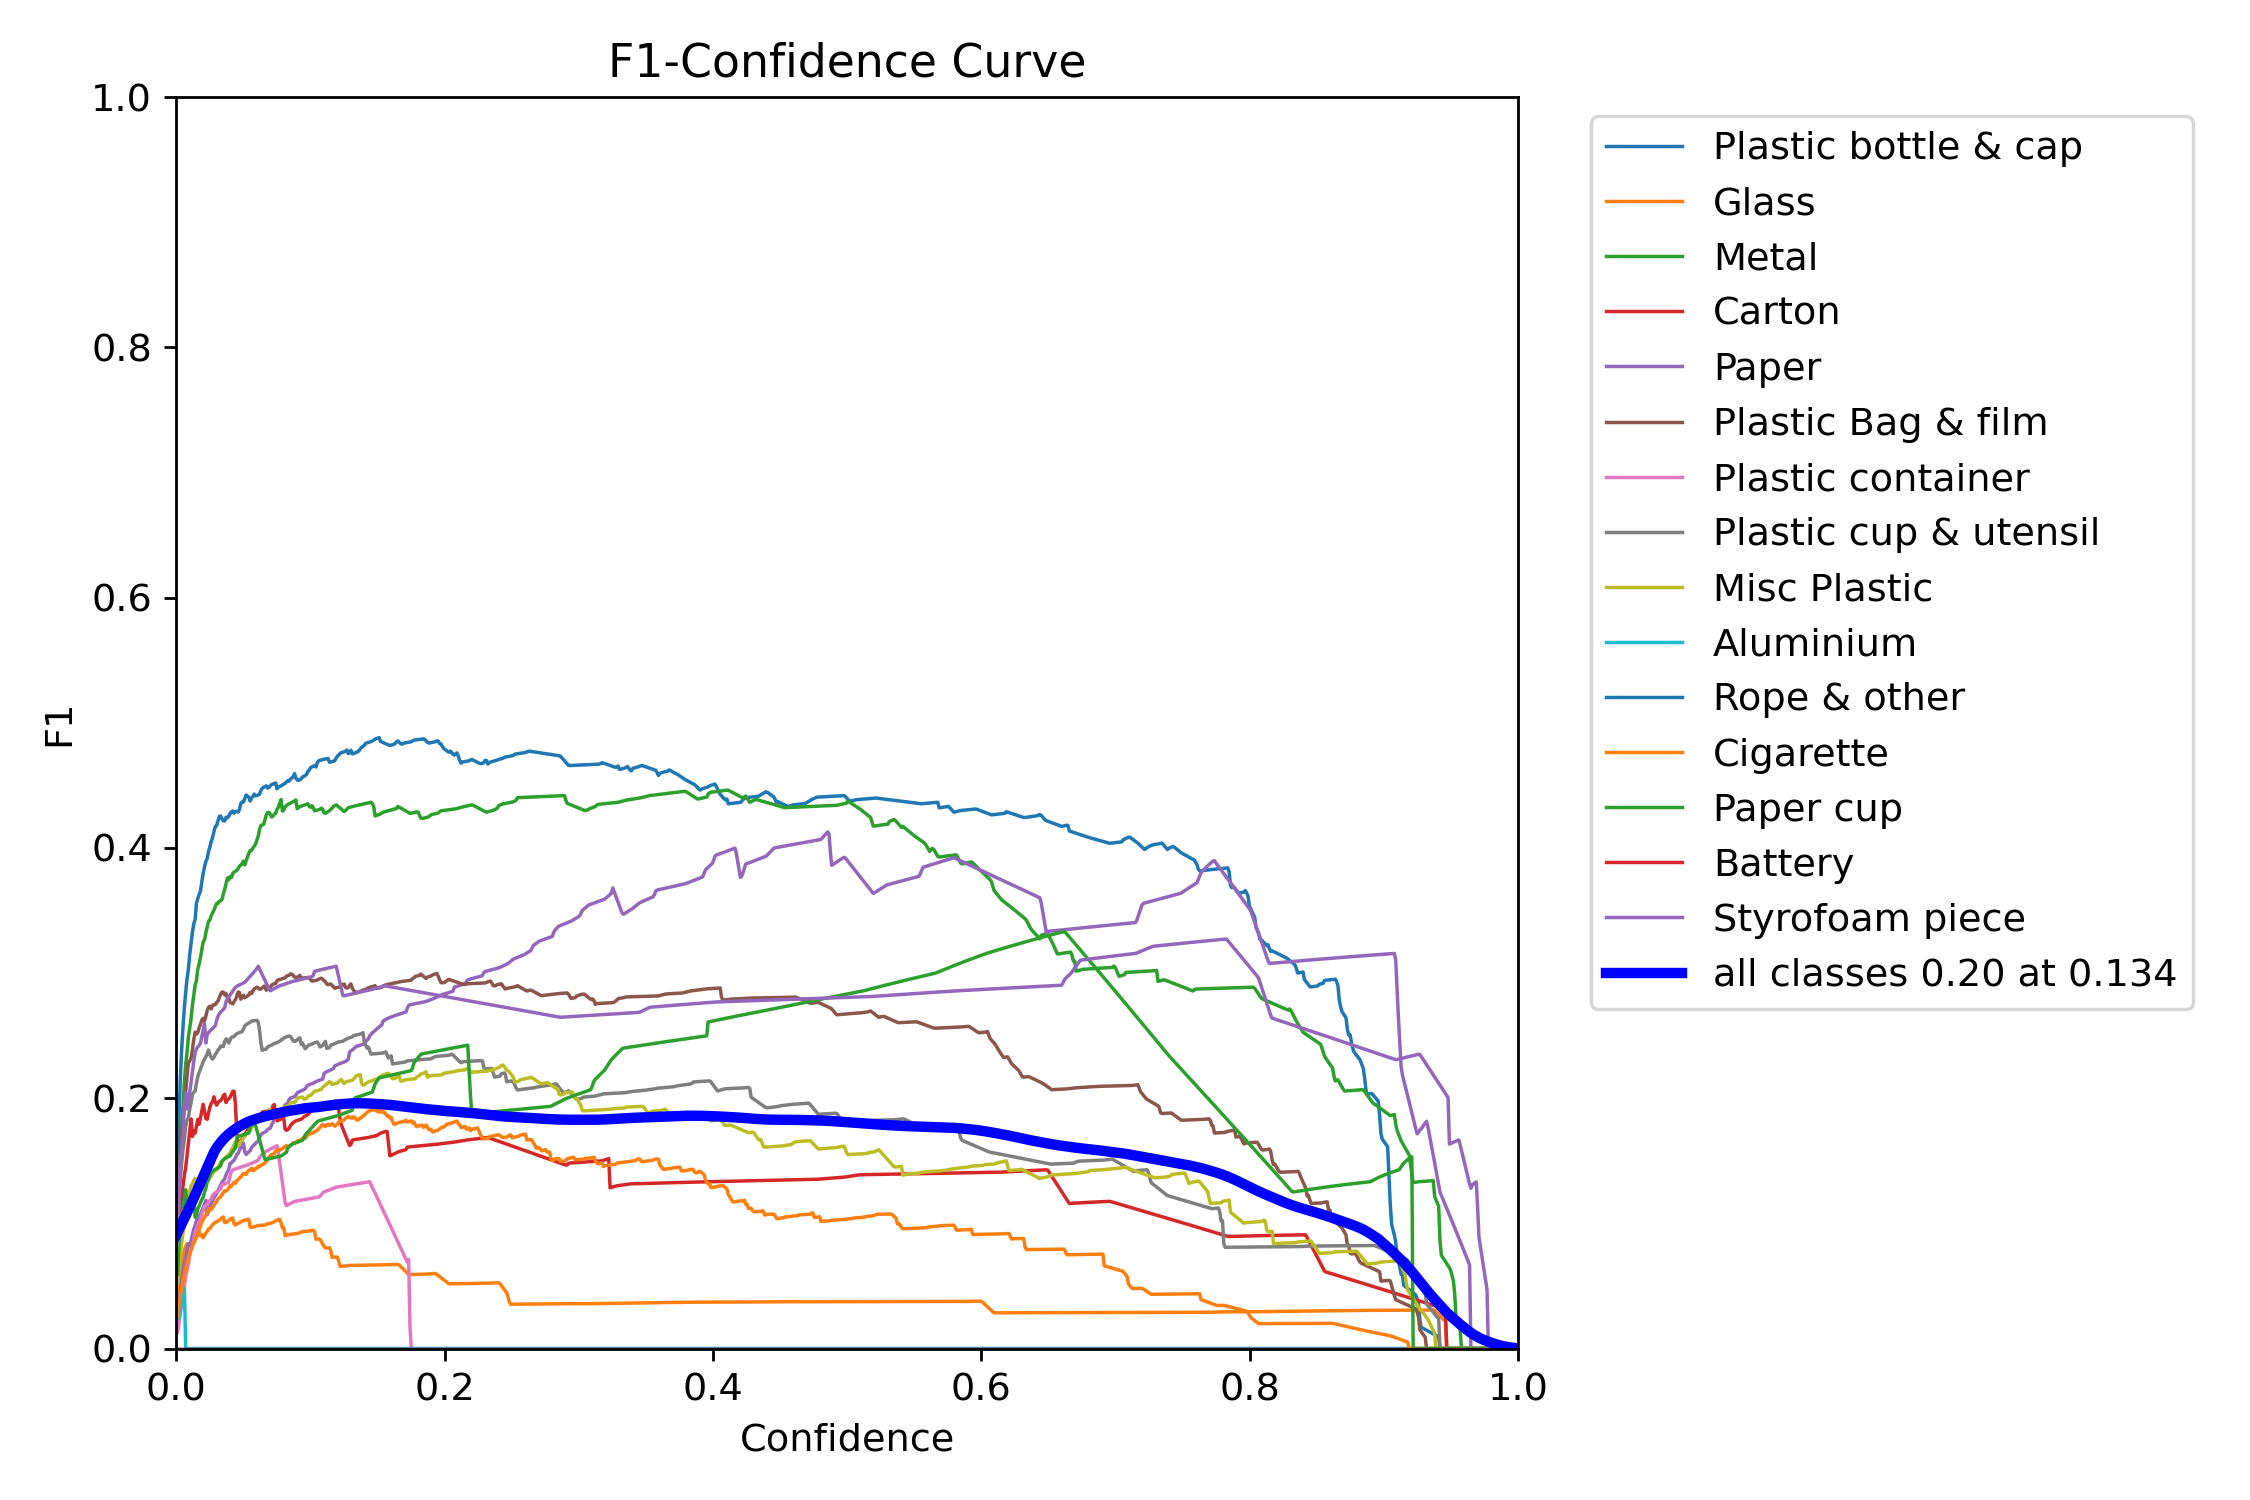 F1-Confidence Curve
1.0
0.8
0.6
0.4
0.2
0.0
F1
0.0 0.2 0.4 0.6 0.8 1.0
Confidence
Plastic bottle & cap
Glass
Metal
Carton
Paper
Plastic Bag & film
Plastic container
Plastic cup & utensil
Misc Plastic
Aluminium
Rope & other
Cigarette
Paper cup
Battery
Styrofoam piece
all classes 0.20 at 0.134